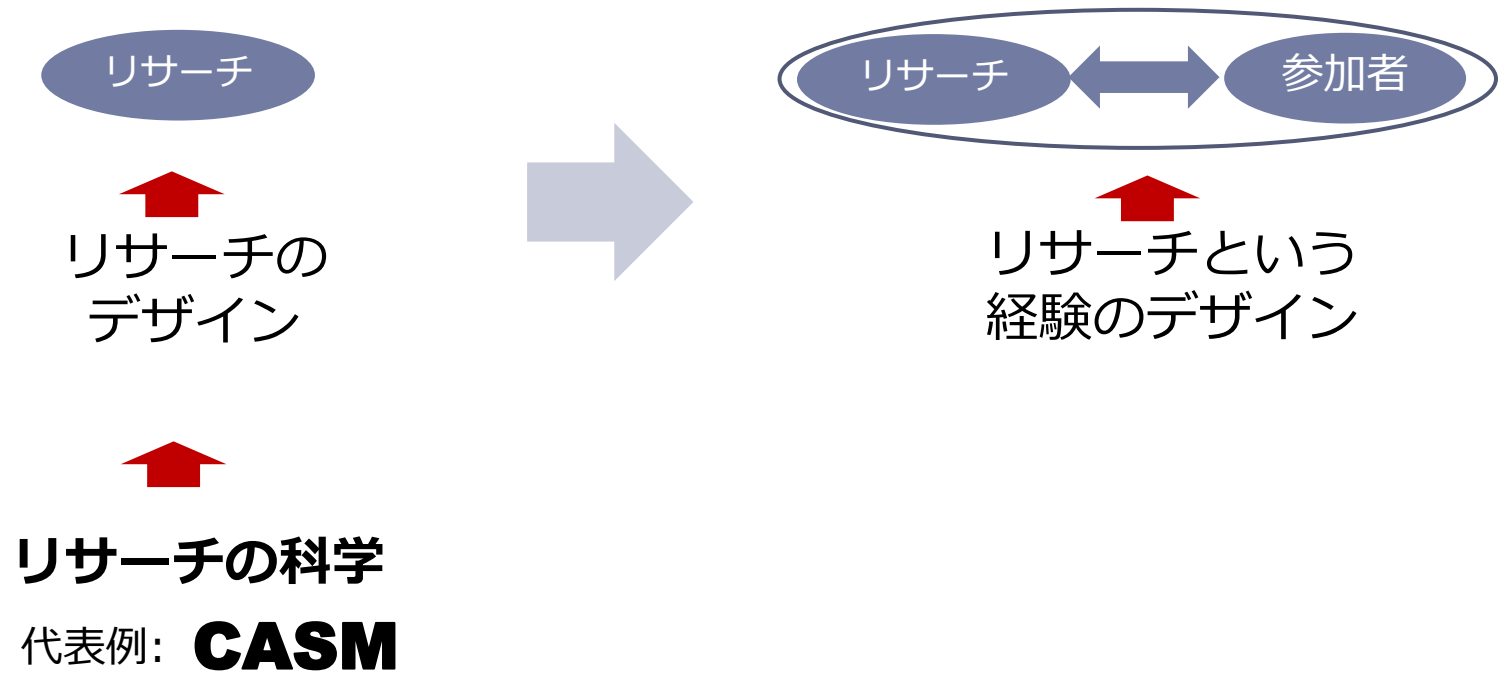 リサーチ
リサーチの
デザイン
リサーチの科学
代表例: CASM
リサーチ
参加者
リサーチという
経験のデザイン